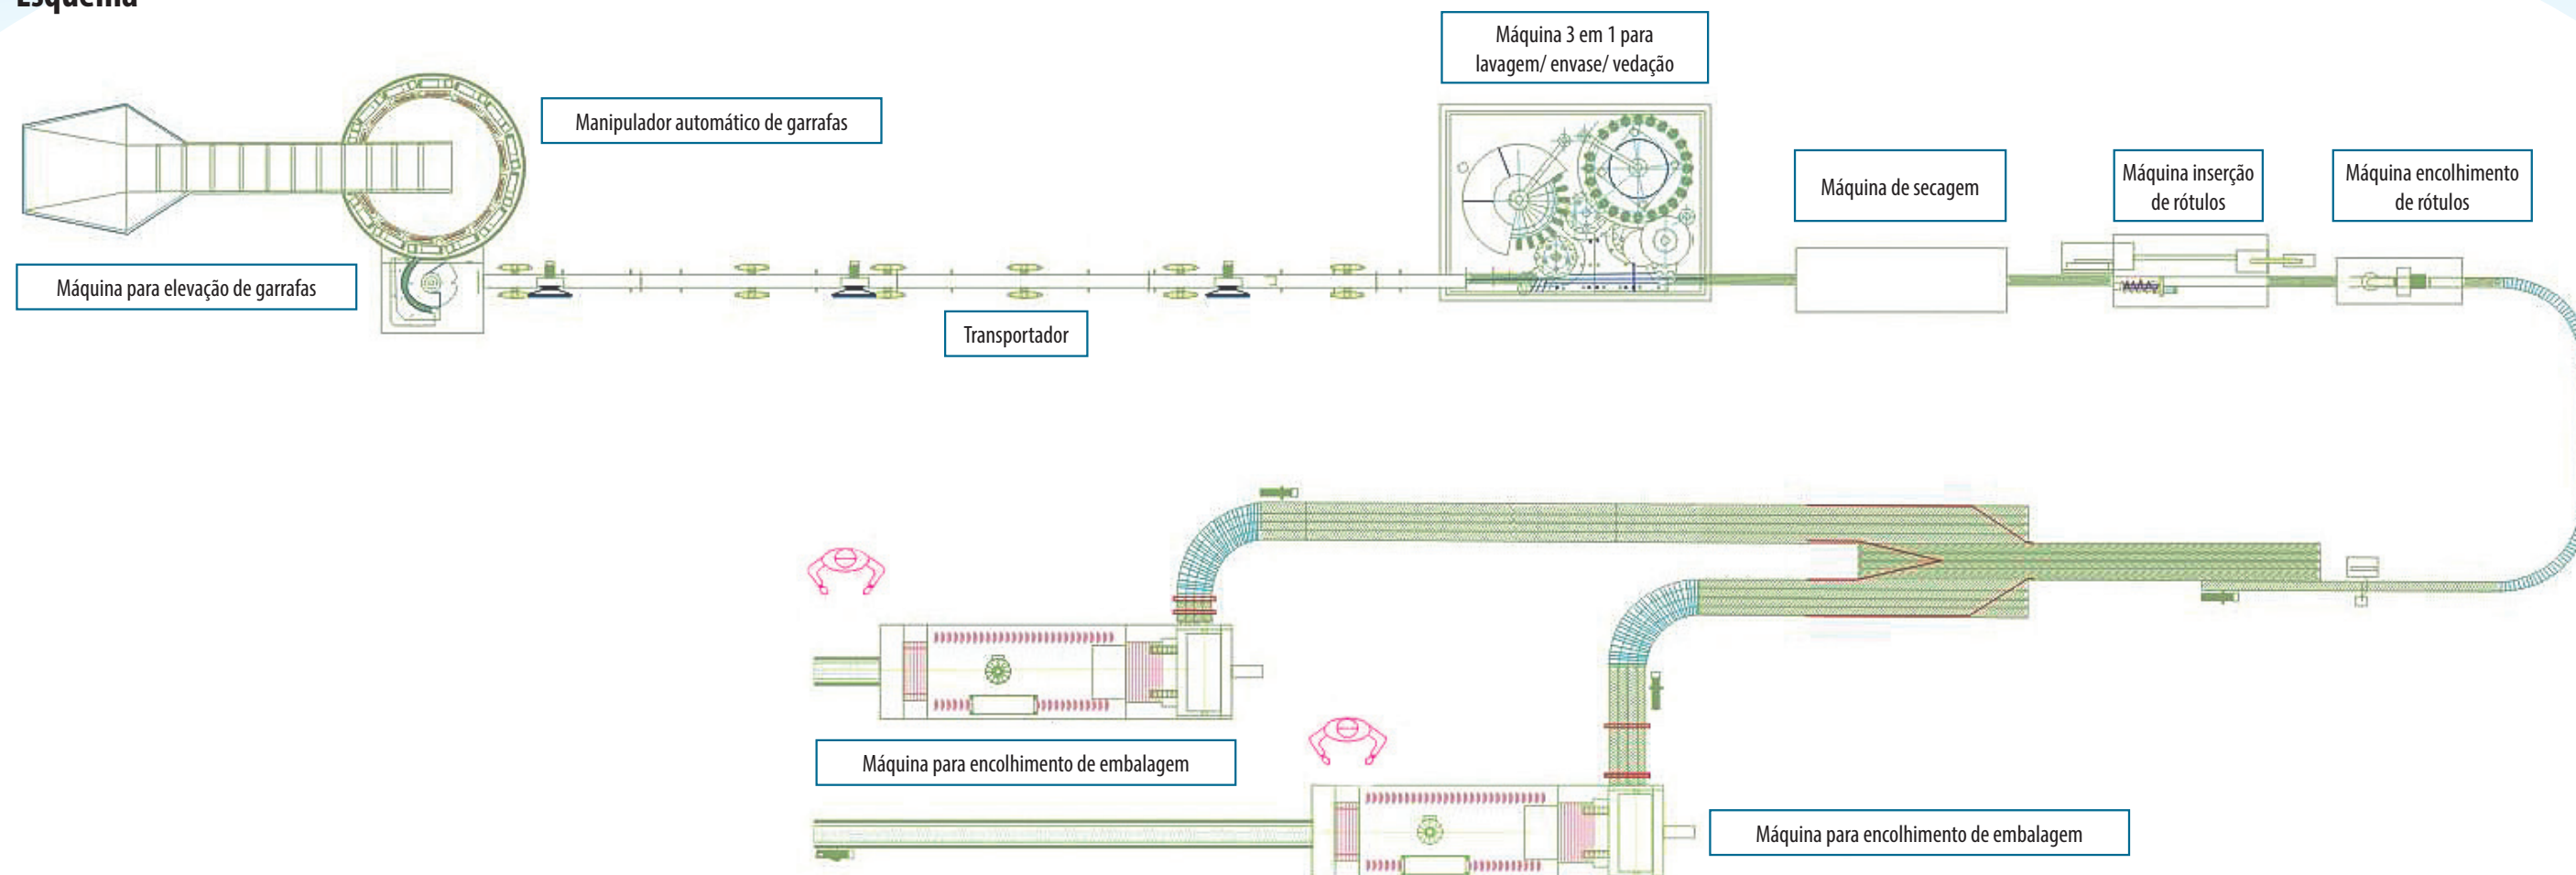 Esquema
Máquina 3 em 1 para
lavagem/ envase/ vedação
Manipulador automático de garrafas
Máquina de secagem
Máquina inserção
de rótulos
Máquina encolhimento
de rótulos
Máquina para elevação de garrafas
Transportador
Máquina para encolhimento de embalagem
Máquina para encolhimento de embalagem